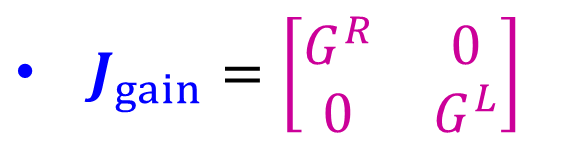 • J_gain = [G^R 0
0 G^L]